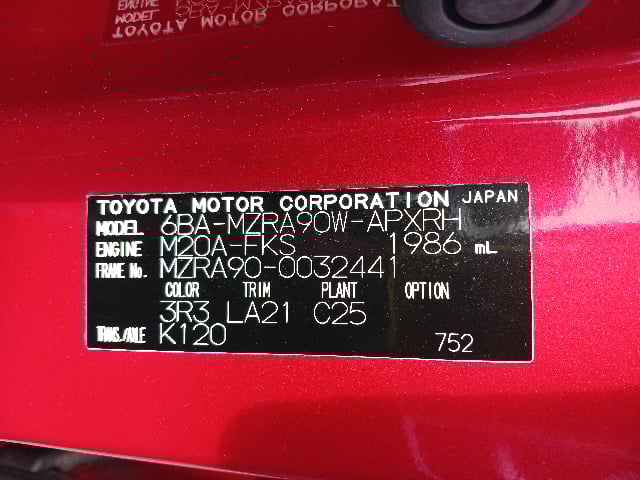 TOYOTA MOTOR CORPORATION JAPAN
MODEL 6BA-MZRA90W-APXRH
ENGINE M20A-FKS 1986 mL
FRAME No. MZRA90-0032441
COLOR TRIM PLANT OPTION
3R3 LA21 C25
TRANS./AXLE K120
752